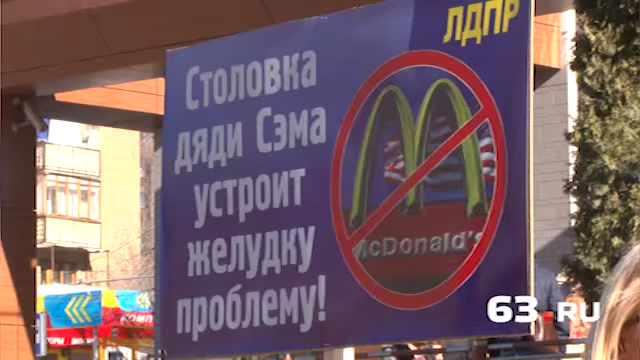 ЛДПР
Столовка
дяди Сэма
устроит
желудку
проблему!
McDonald's
63.RU